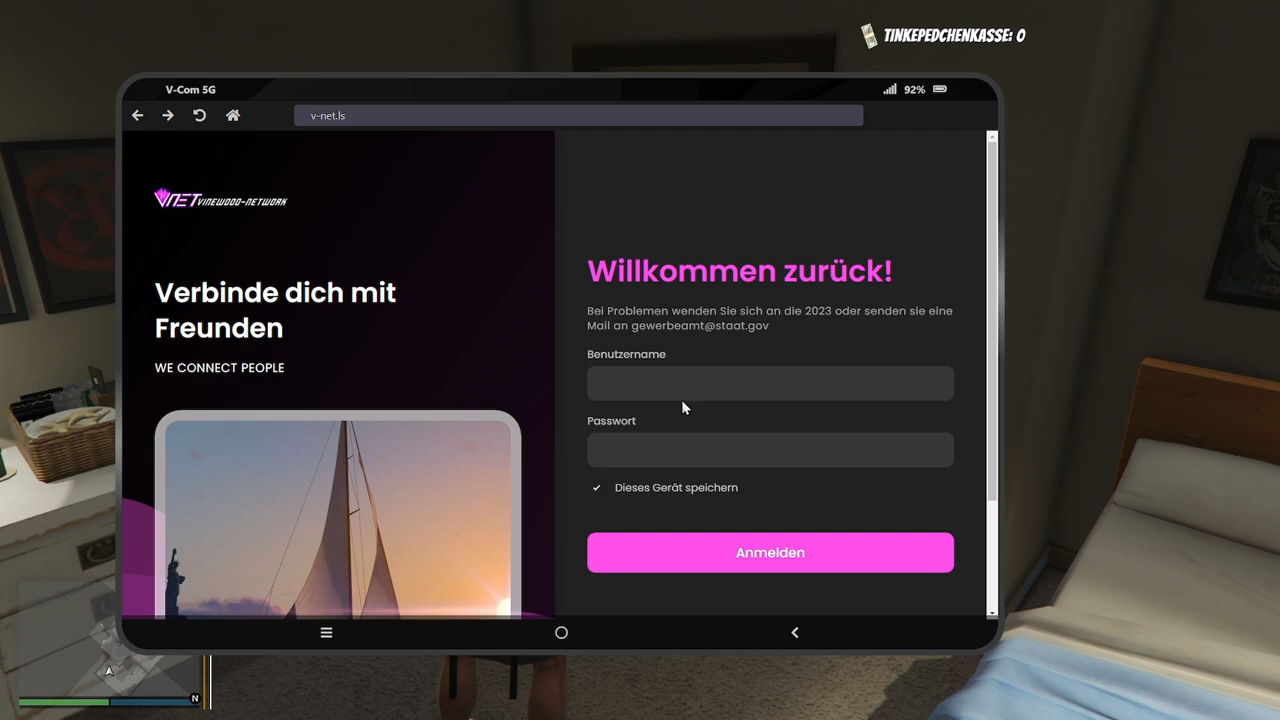 TINKEPEDCHENKASSE: 0
V-Com 5G
92%
v-net.ls
VNET VINEWOOD-NETWORK
Verbinde dich mit
Freunden
WE CONNECT PEOPLE
Willkommen zurück!
Bei Problemen wenden Sie sich an die 2023 oder senden sie eine
Mail an gewerbeamt@staat.gov
Benutzername
Passwort
Dieses Gerät speichern
Anmelden
N